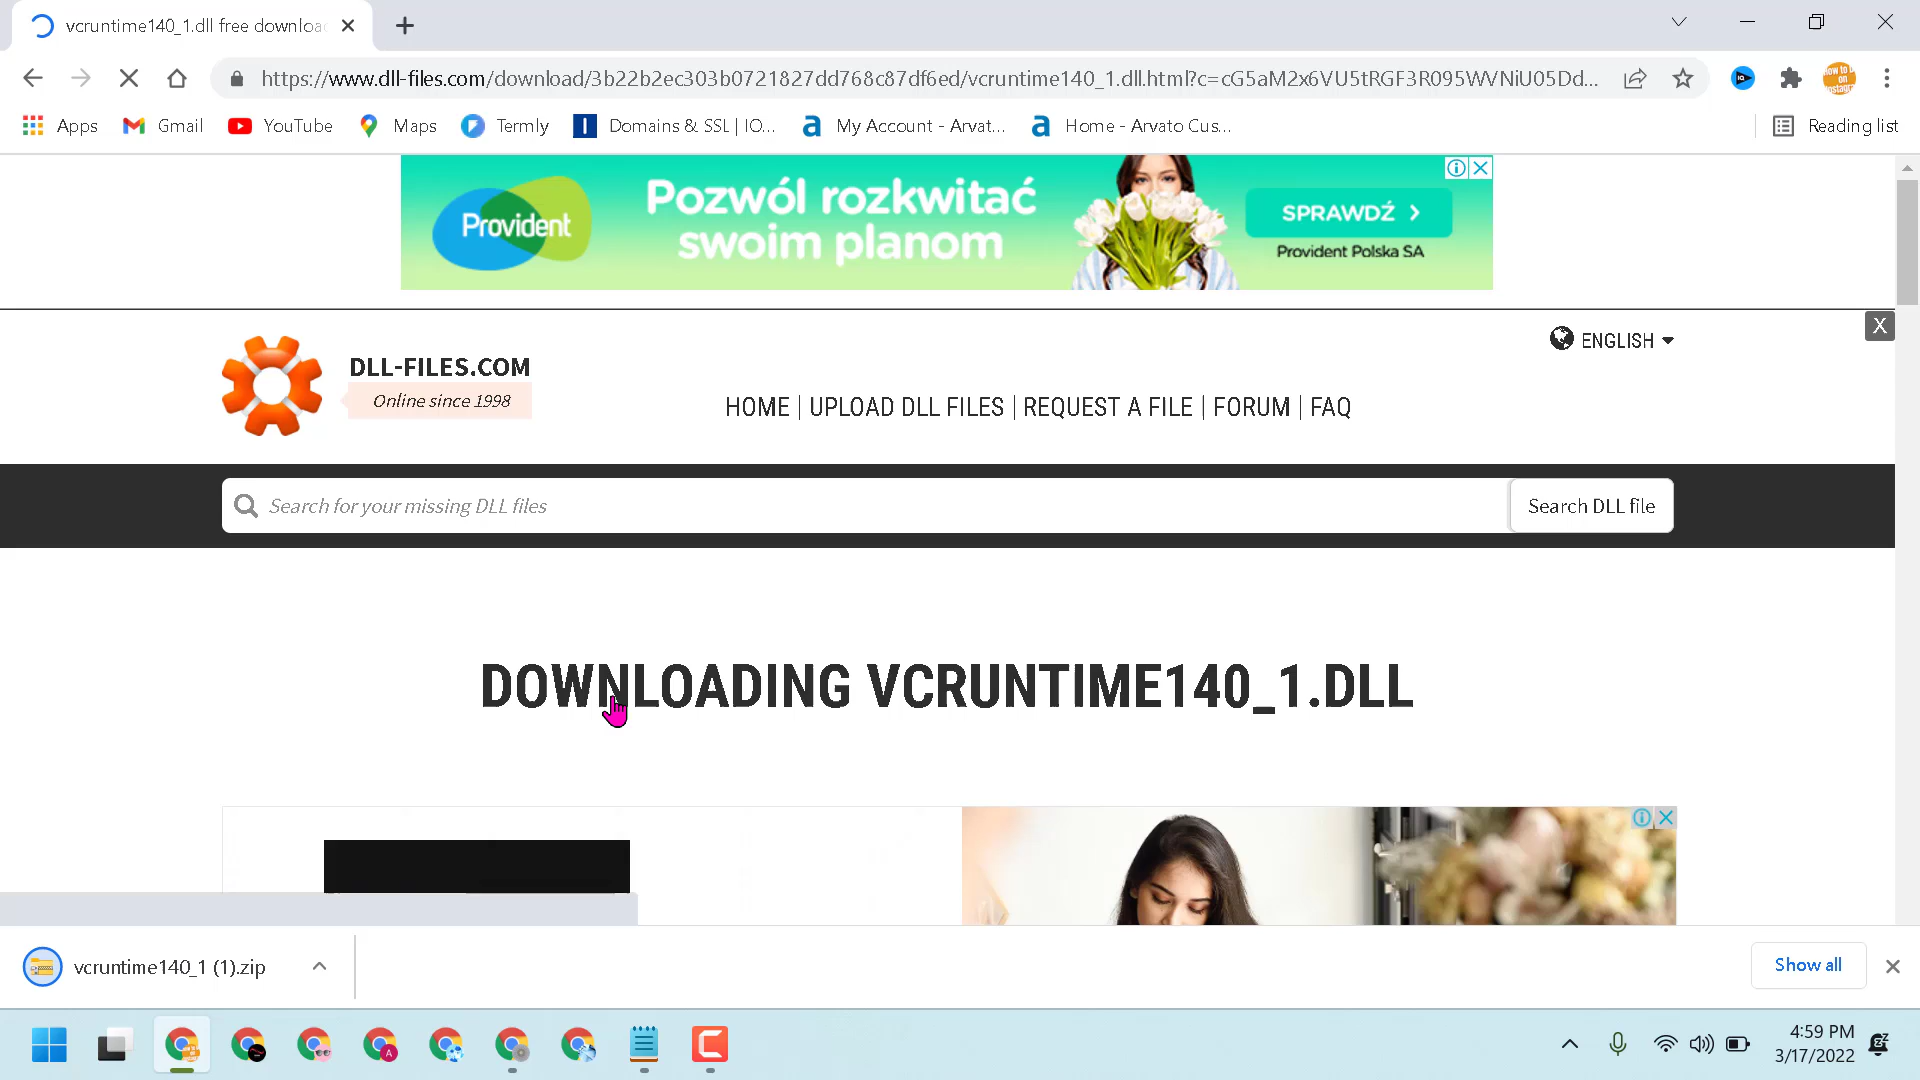 vcruntime140_1.dll free downloa
https://www.dll-files.com/download/3b22b2ec303b0721827dd768c87df6ed/vcruntime140_1.dll.html?c=cG5aM2x6VU5tRGF3R095WVNiU05Dd...
Apps Gmail YouTube Maps Termly Domains & SSL | IO... My Account - Arvat... Home - Arvato Cus... Reading list
Provident
Pozwól rozkwitać
swoim planom
SPRAWDŹ
Provident Polska SA
X
ENGLISH
DLL-FILES.COM
Online since 1998
HOME | UPLOAD DLL FILES | REQUEST A FILE | FORUM | FAQ
Search for your missing DLL files
Search DLL file
DOWNLOADING VCRUNTIME140_1.DLL
vcruntime140_1 (1).zip
Show all
4:59 PM
3/17/2022